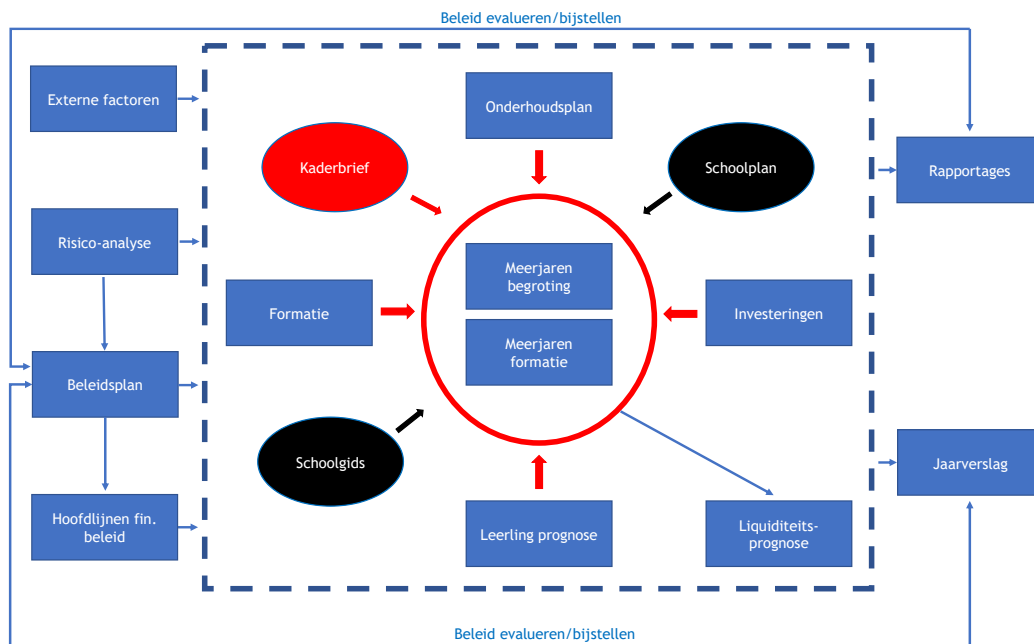 Beleid evalueren/bijstellen
Externe factoren
Onderhoudsplan
Kaderbrief
Schoolplan
Rapportages
Risico-analyse
Meerjaren
begroting
Formatie
Investeringen
Meerjaren
formatie
Beleidsplan
Schoolgids
Jaarverslag
Hoofdlijnen fin.
beleid
Leerling prognose
Liquiditeits-
prognose
Beleid evalueren/bijstellen